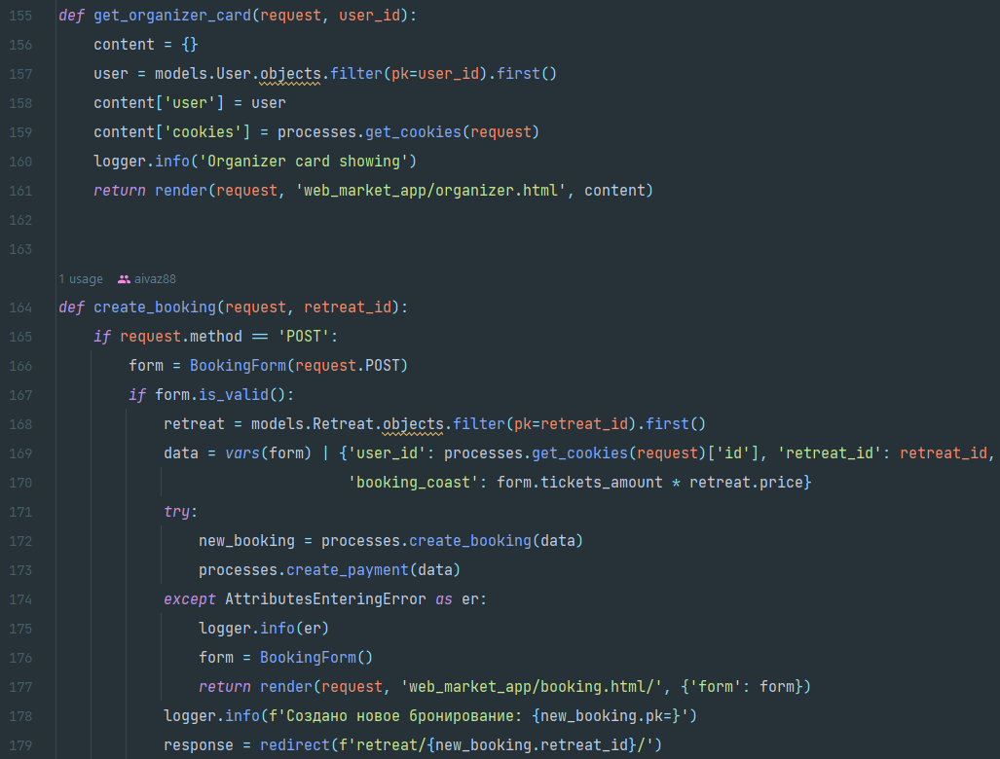 155 def get_organizer_card(request, user_id):
156 content = {}
157 user = models.User.objects.filter(pk=user_id).first()
158 content['user'] = user
159 content['cookies'] = processes.get_cookies(request)
160 logger.info('Organizer card showing')
161 return render(request, 'web_market_app/organizer.html', content)
162
163
1 usage aivaz88
164 def create_booking(request, retreat_id):
165 if request.method == 'POST':
166 form = BookingForm(request.POST)
167 if form.is_valid():
168 retreat = models.Retreat.objects.filter(pk=retreat_id).first()
169 data = vars(form) | {'user_id': processes.get_cookies(request)['id'], 'retreat_id': retreat_id,
170 'booking_coast': form.tickets_amount * retreat.price}
171 try:
172 new_booking = processes.create_booking(data)
173 processes.create_payment(data)
174 except AttributesEnteringError as er:
175 logger.info(er)
176 form = BookingForm()
177 return render(request, 'web_market_app/booking.html/', {'form': form})
178 logger.info(f'Создано новое бронирование: {new_booking.pk=}')
179 response = redirect(f'retreat/{new_booking.retreat_id}/')